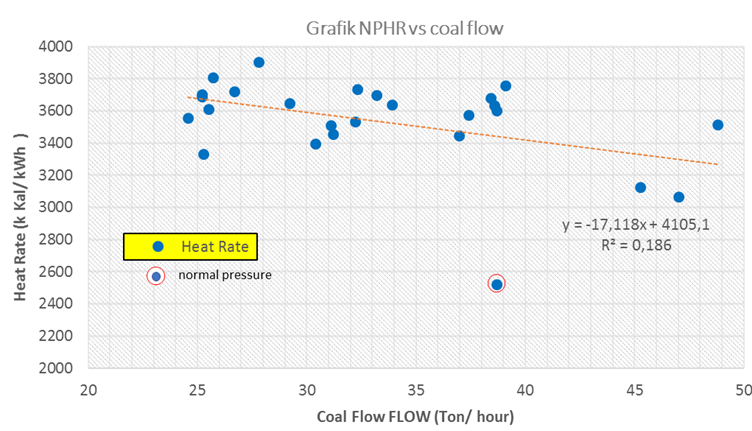 Grafik NPHR vs coal flow
4000
3800
3600
3400
3200
3000
2800
2600
2400
2200
2000
Heat Rate (k Kal/ kWh )
y = -17,118x + 4105,1
R² = 0,186
Heat Rate
normal pressure
20 25 30 35 40 45 50
Coal Flow FLOW (Ton/ hour)